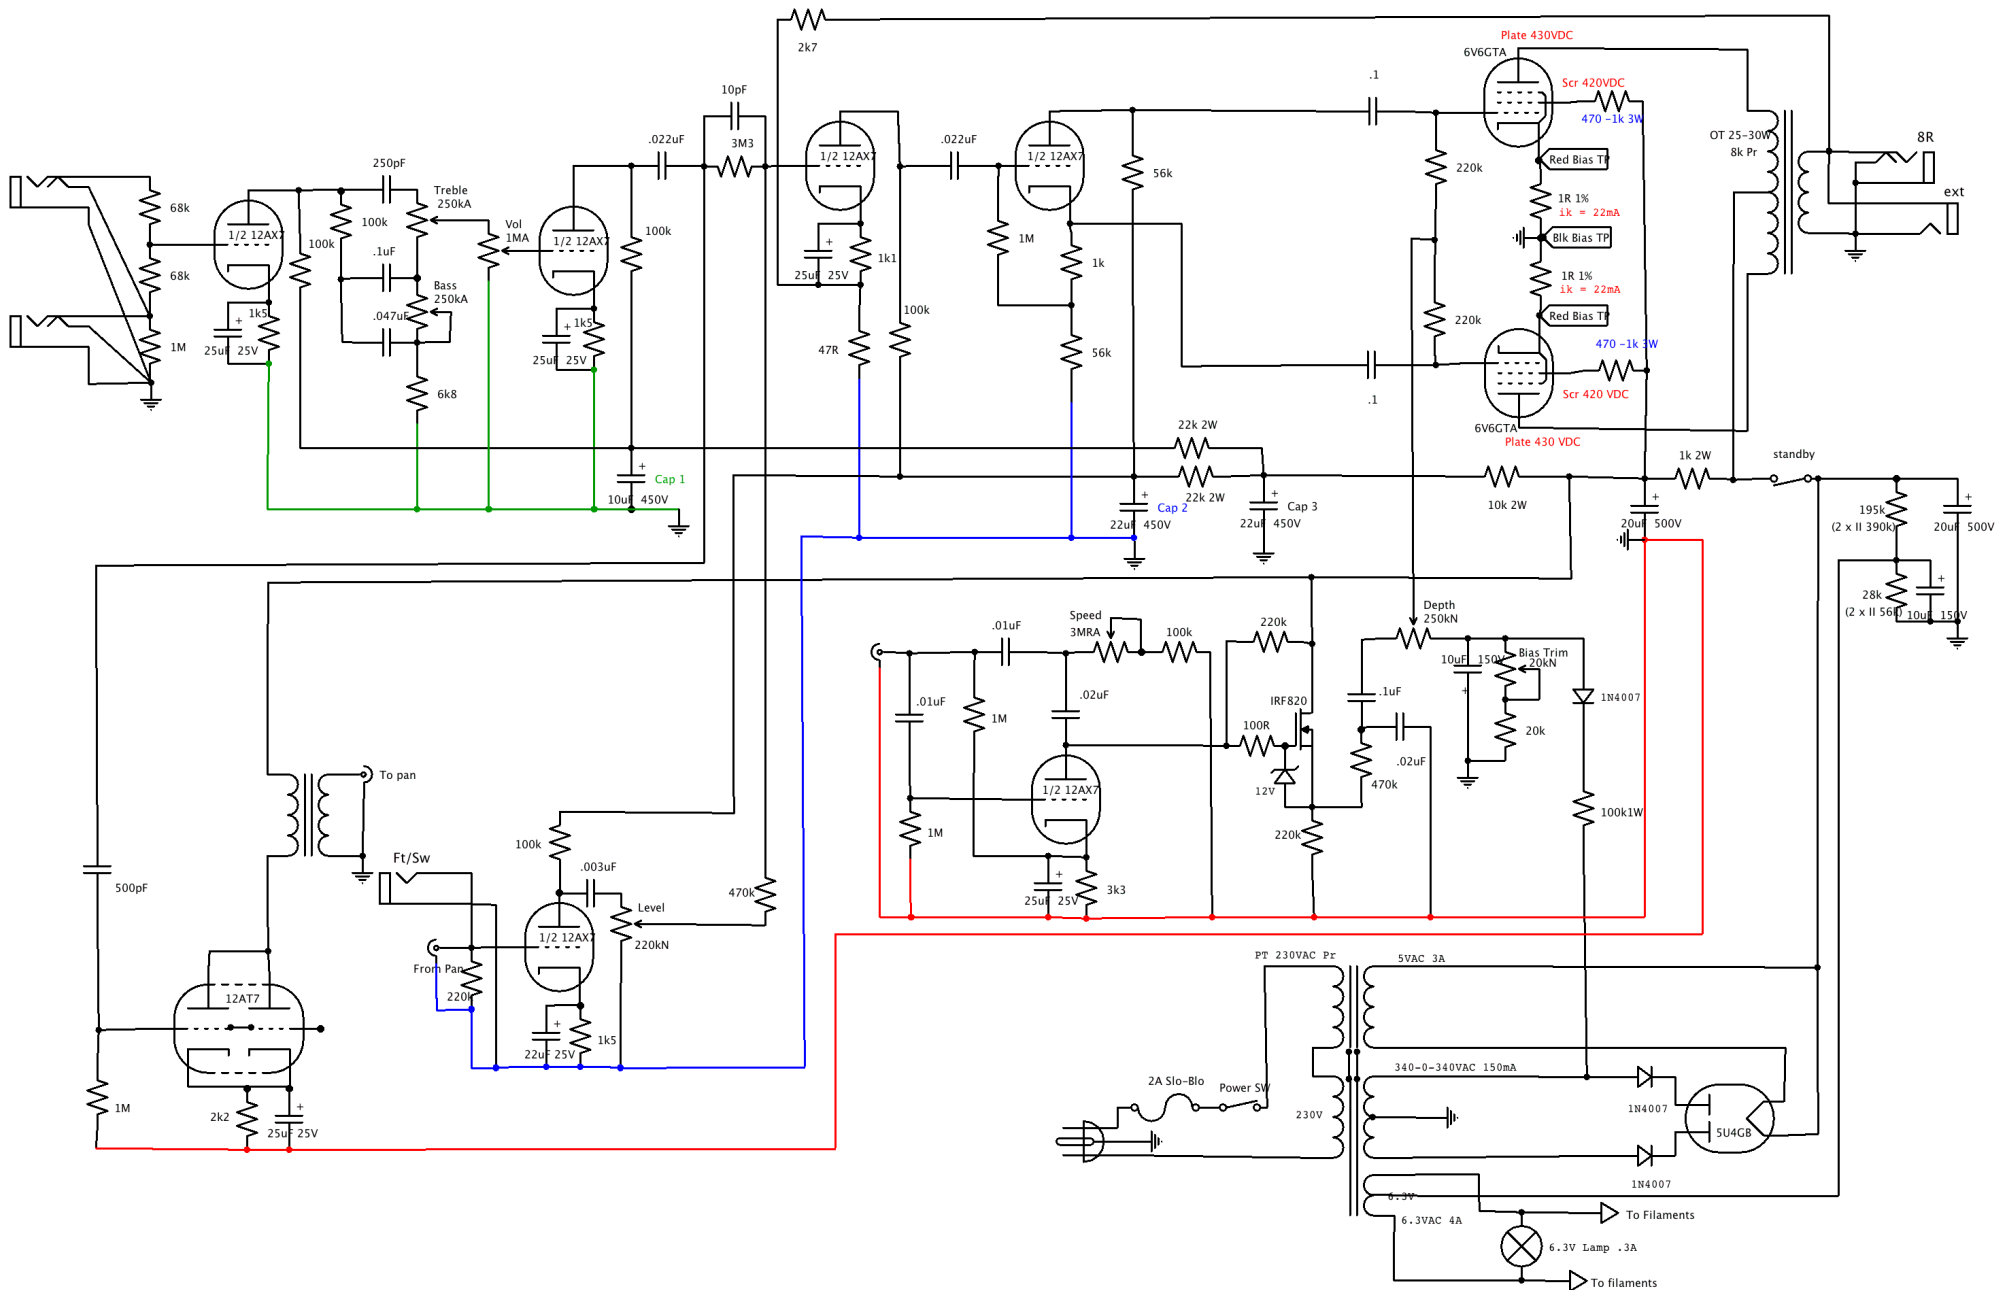 2k7
Plate 430VDC
6V6GTA
Scr 420VDC
470 -1k 3W
.1
10pF
3M3
.022uF
1/2 12AX7
.022uF
1/2 12AX7
56k
220k
Red Bias TP
1R 1%
ik = 22mA
Blk Bias TP
1R 1%
ik = 22mA
Red Bias TP
OT 25-30W
8k Pr
8R
ext
68k
250pF
Treble
250kA
100k
1/2 12AX7
100k
Vol
1MA
1/2 12AX7
100k
68k
.1uF
Bass
250kA
.047uF
1k5
25uF 25V
1M
6k8
1k5
25uF 25V
25uF 25V
1k1
47R
100k
1M
1k
56k
220k
.1
470 -1k 3W
Scr 420 VDC
6V6GTA
Plate 430 VDC
22k 2W
22k 2W
10k 2W
1k 2W
standby
Cap 1
10uF 450V
Cap 2
22uF 450V
Cap 3
22uF 450V
20uF 500V
195k
(2 x II 390k)
20uF 500V
28k
(2 x II 56k)
10uF 150V
Speed
3MRA
.01uF
100k
220k
Depth
250kN
10uF 150V
Bias Trim
20kN
1N4007
.01uF
1M
.02uF
IRF820
100R
.1uF
.02uF
20k
12V
470k
100k1W
1/2 12AX7
1M
220k
3k3
25uF 25V
To pan
Ft/Sw
100k
.003uF
470k
Level
220kN
1/2 12AX7
500pF
From Pan
220k
22uF 25V
1k5
12AT7
1M
2k2
25uF 25V
PT 230VAC Pr
5VAC 3A
340-0-340VAC 150mA
2A Slo-Blo
Power SW
230V
1N4007
5U4GB
1N4007
6.3V
6.3VAC 4A
To Filaments
6.3V Lamp .3A
To filaments